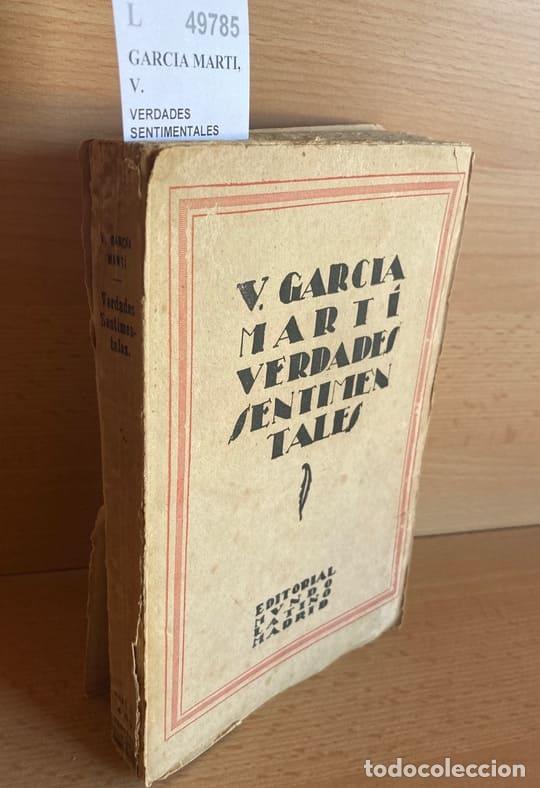 L 49785
GARCIA MARTI,
V.
VERDADES
SENTIMENTALES
V. GARCIA
MARTI
Verdades
Sentimen-
tales.
V. GARCIA
MARTÍ
VERDADES
SENTIMEN
TALES
EDITORIAL
MVNDO
LATINO
MADRID
todocoleccion